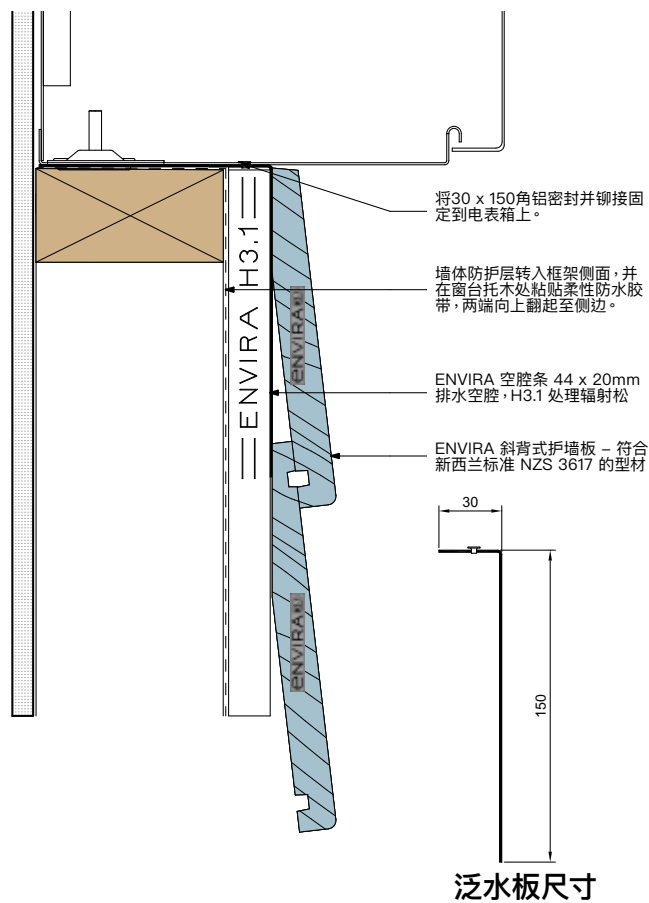 将30 x 150角铝密封并铆接固
定到电表箱上。
墙体防护层转入框架侧面，并
在窗台托木处粘贴柔性防水胶
带，两端向上翻起至侧边。
ENVIRA 空腔条 44 x 20mm
排水空腔，H3.1 处理辐射松
ENVIRA 斜背式护墙板 – 符合
新西兰标准 NZS 3617 的型材
ENVIRA H3.1
ENVIRA
ENVIRA
30
150
泛水板尺寸